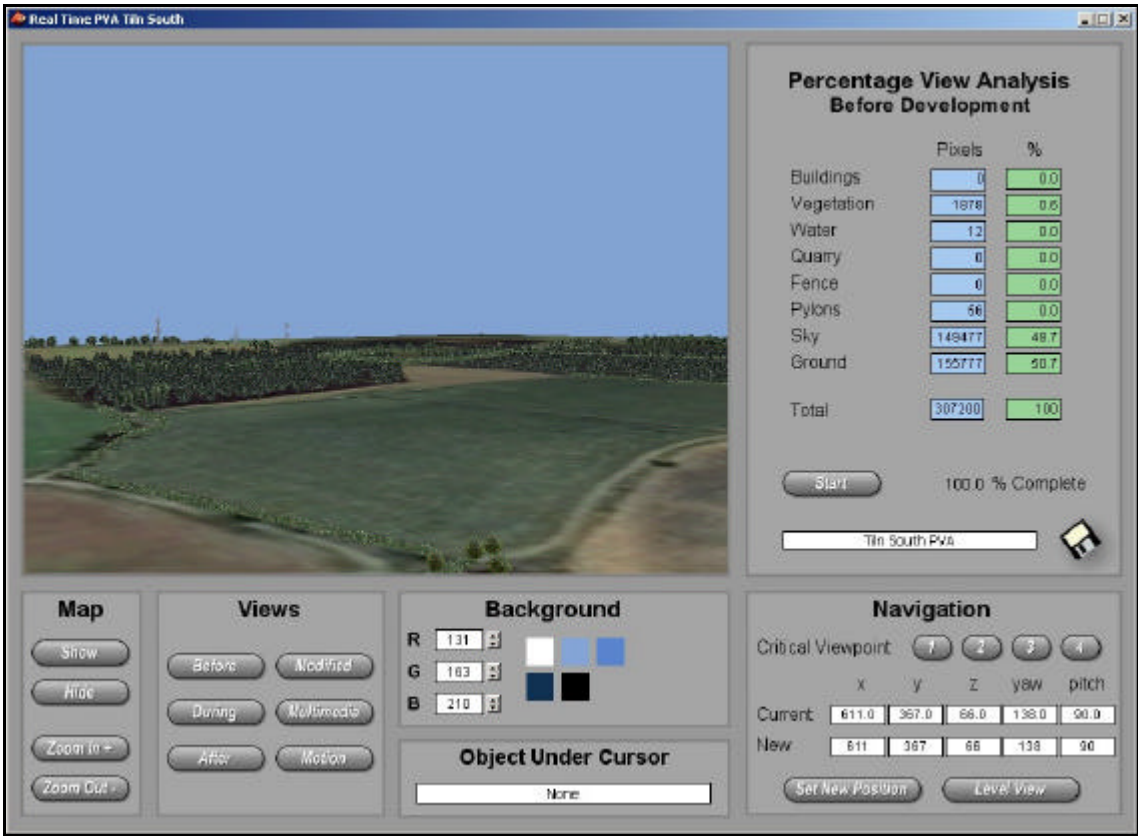 Real Time PVA Tiln South
Percentage View Analysis
Before Development
Pixels %
Buildings 0 0.0
Vegetation 1878 0.6
Water 12 0.0
Quarry 0 0.0
Fence 0 0.0
Pylons 56 0.0
Sky 149477 48.7
Ground 155777 50.7
Total 307200 100
Start 100.0 % Complete
Tiln South PVA
Map
Show
Hide
Zoom In +
Zoom Out -
Views
Before Modified
During Multimedia
After Motion
Background
R 131
G 163
B 210
Object Under Cursor
None
Navigation
Critical Viewpoint 1 2 3 4
x y z yaw pitch
Current 611.0 367.0 66.0 138.0 90.0
New 611 367 66 138 90
Set New Position Level View